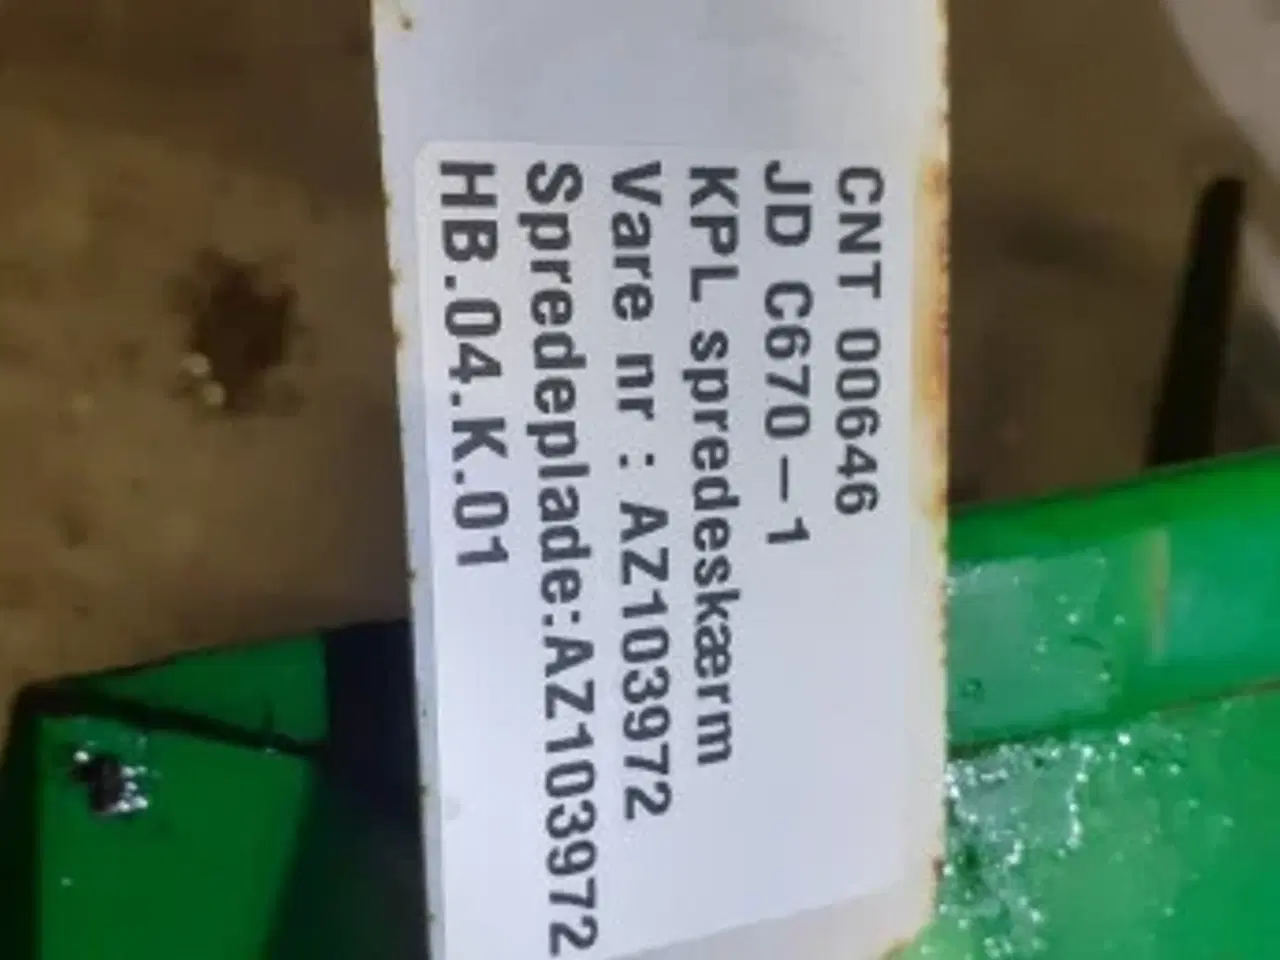 CNT 00646
JD C670-1
KPL spredeskærm
Vare nr: AZ103972
Spredeplade:AZ103972
HB.04.K.01